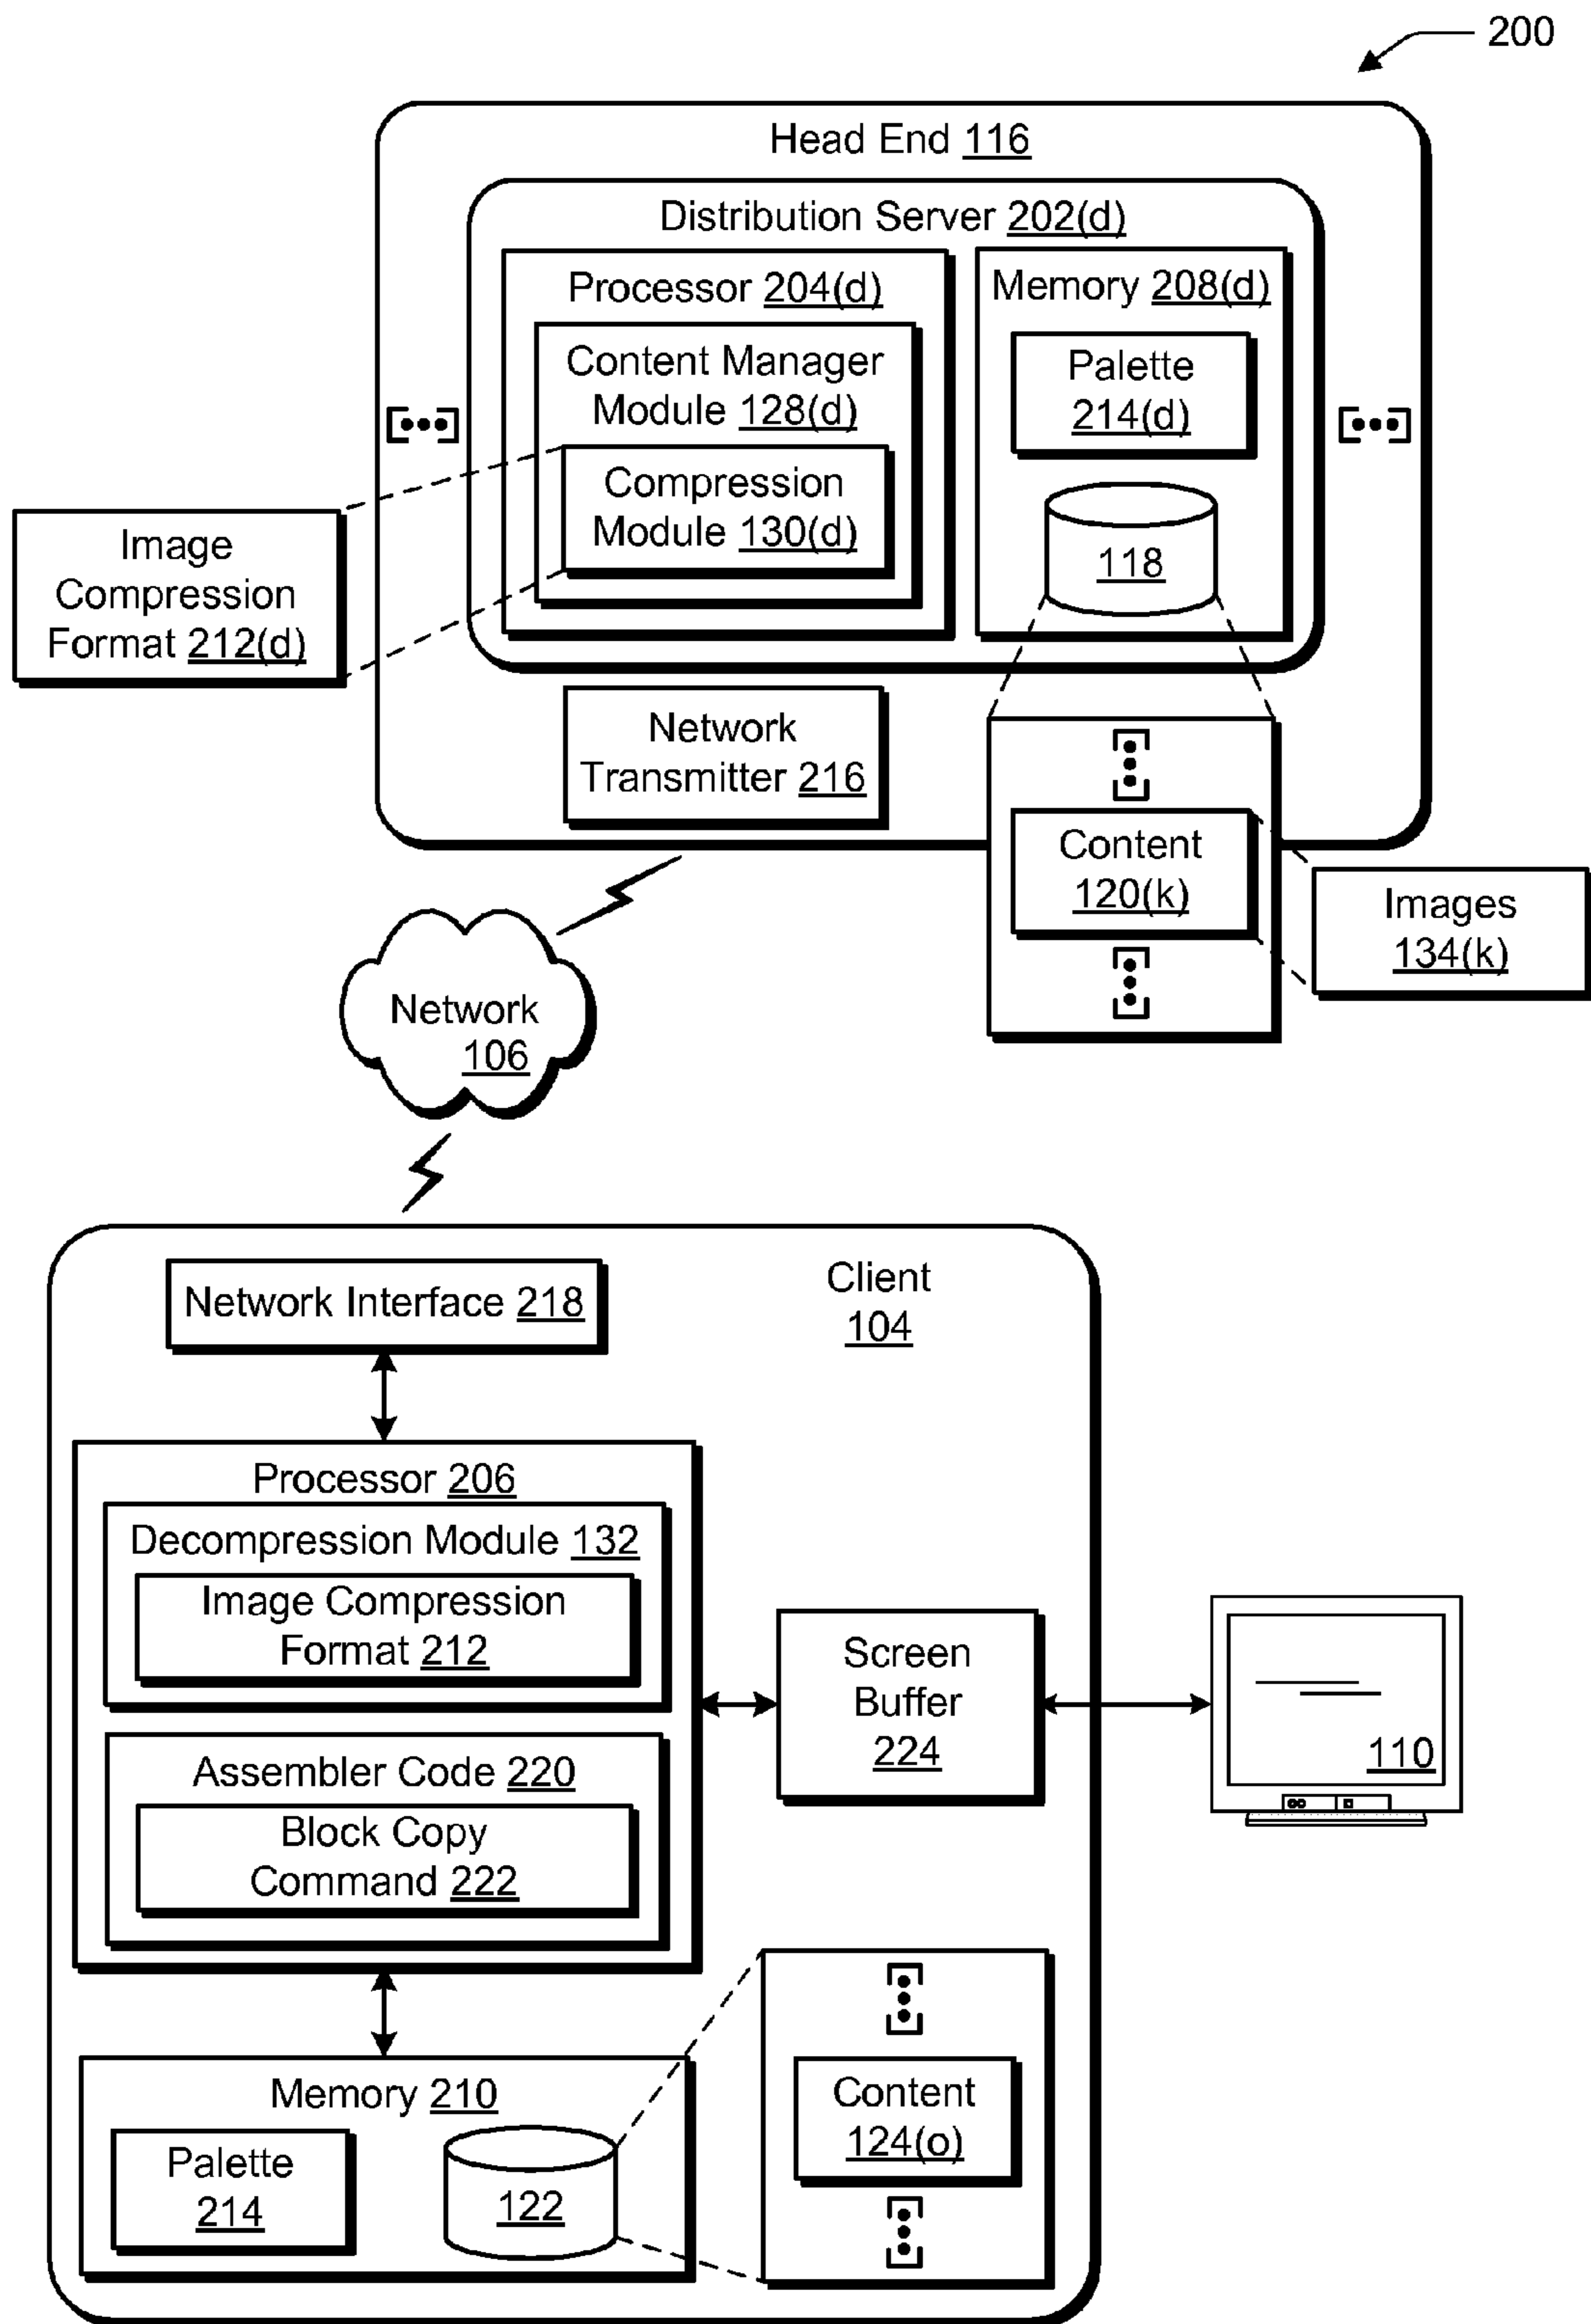 200
Head End 116
Distribution Server 202(d)
Processor 204(d)
Content Manager
Module 128(d)
Compression
Module 130(d)
Memory 208(d)
Palette
214(d)
118
Image
Compression
Format 212(d)
Network
Transmitter 216
Content
120(k)
Images
134(k)
Network
106
Client
104
Network Interface 218
Processor 206
Decompression Module 132
Image Compression
Format 212
Assembler Code 220
Block Copy
Command 222
Screen
Buffer
224
110
Memory 210
Palette
214
122
Content
124(o)